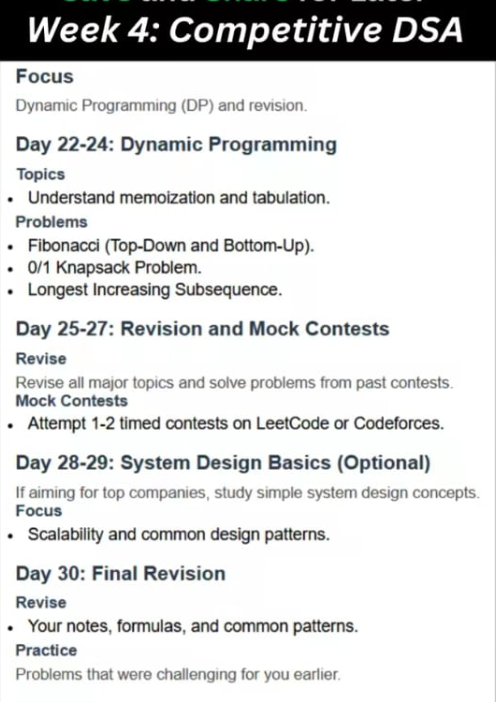 Week 4: Competitive DSA
Focus
Dynamic Programming (DP) and revision.
Day 22-24: Dynamic Programming
Topics
• Understand memoization and tabulation.
Problems
• Fibonacci (Top-Down and Bottom-Up).
• 0/1 Knapsack Problem.
• Longest Increasing Subsequence.
Day 25-27: Revision and Mock Contests
Revise
Revise all major topics and solve problems from past contests.
Mock Contests
• Attempt 1-2 timed contests on LeetCode or Codeforces.
Day 28-29: System Design Basics (Optional)
If aiming for top companies, study simple system design concepts.
Focus
• Scalability and common design patterns.
Day 30: Final Revision
Revise
• Your notes, formulas, and common patterns.
Practice
Problems that were challenging for you earlier.